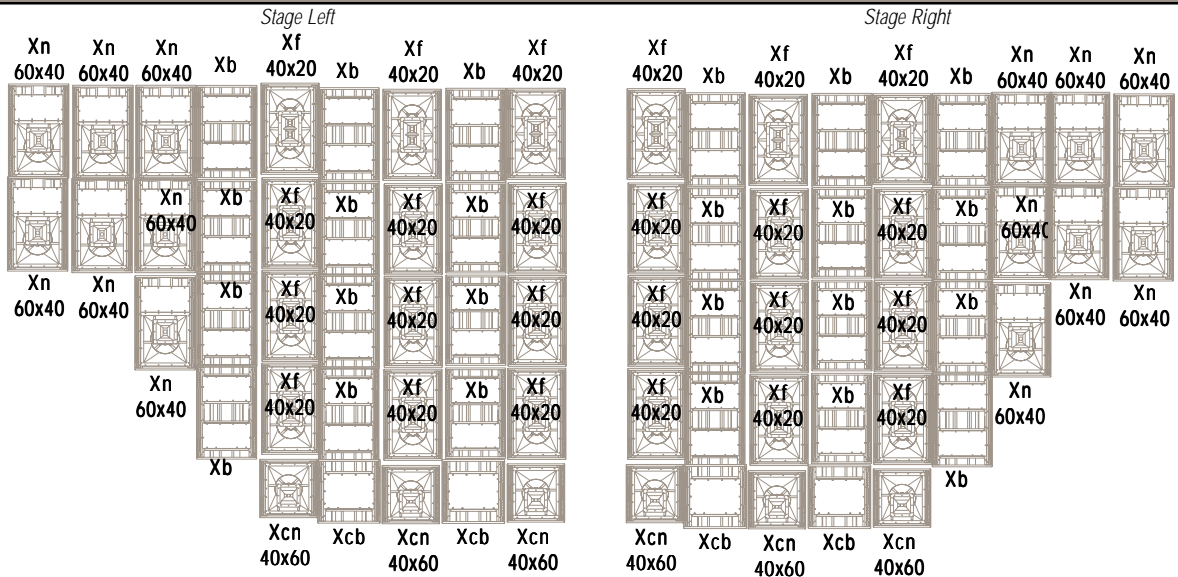 Stage Left
Stage Right
Xn Xn Xn Xb Xf Xb Xf Xb Xf
60x40 60x40 60x40 40x20 40x20 40x20
Xf Xb Xf Xb Xf Xb Xn Xn Xn
40x20 40x20 40x20 60x40 60x40 60x40
Xn Xb Xf Xb Xf Xb Xf
60x40 40x20 40x20 40x20
Xf Xb Xf Xb Xf Xb Xn
40x20 40x20 40x20 60x40
Xn Xn Xb Xf Xb Xf Xb Xf
60x40 60x40 40x20 40x20 40x20
Xf Xb Xf Xb Xf Xb Xn Xn
40x20 40x20 40x20 60x40 60x40
Xn Xf Xb Xf Xb Xf
60x40 40x20 40x20 40x20
Xf Xb Xf Xb Xf Xn
40x20 40x20 40x20 60x40
Xb
Xb
Xcn Xcb Xcn Xcb Xcn
40x60 40x60 40x60
Xcn Xcb Xcn Xcb Xcn
40x60 40x60 40x60